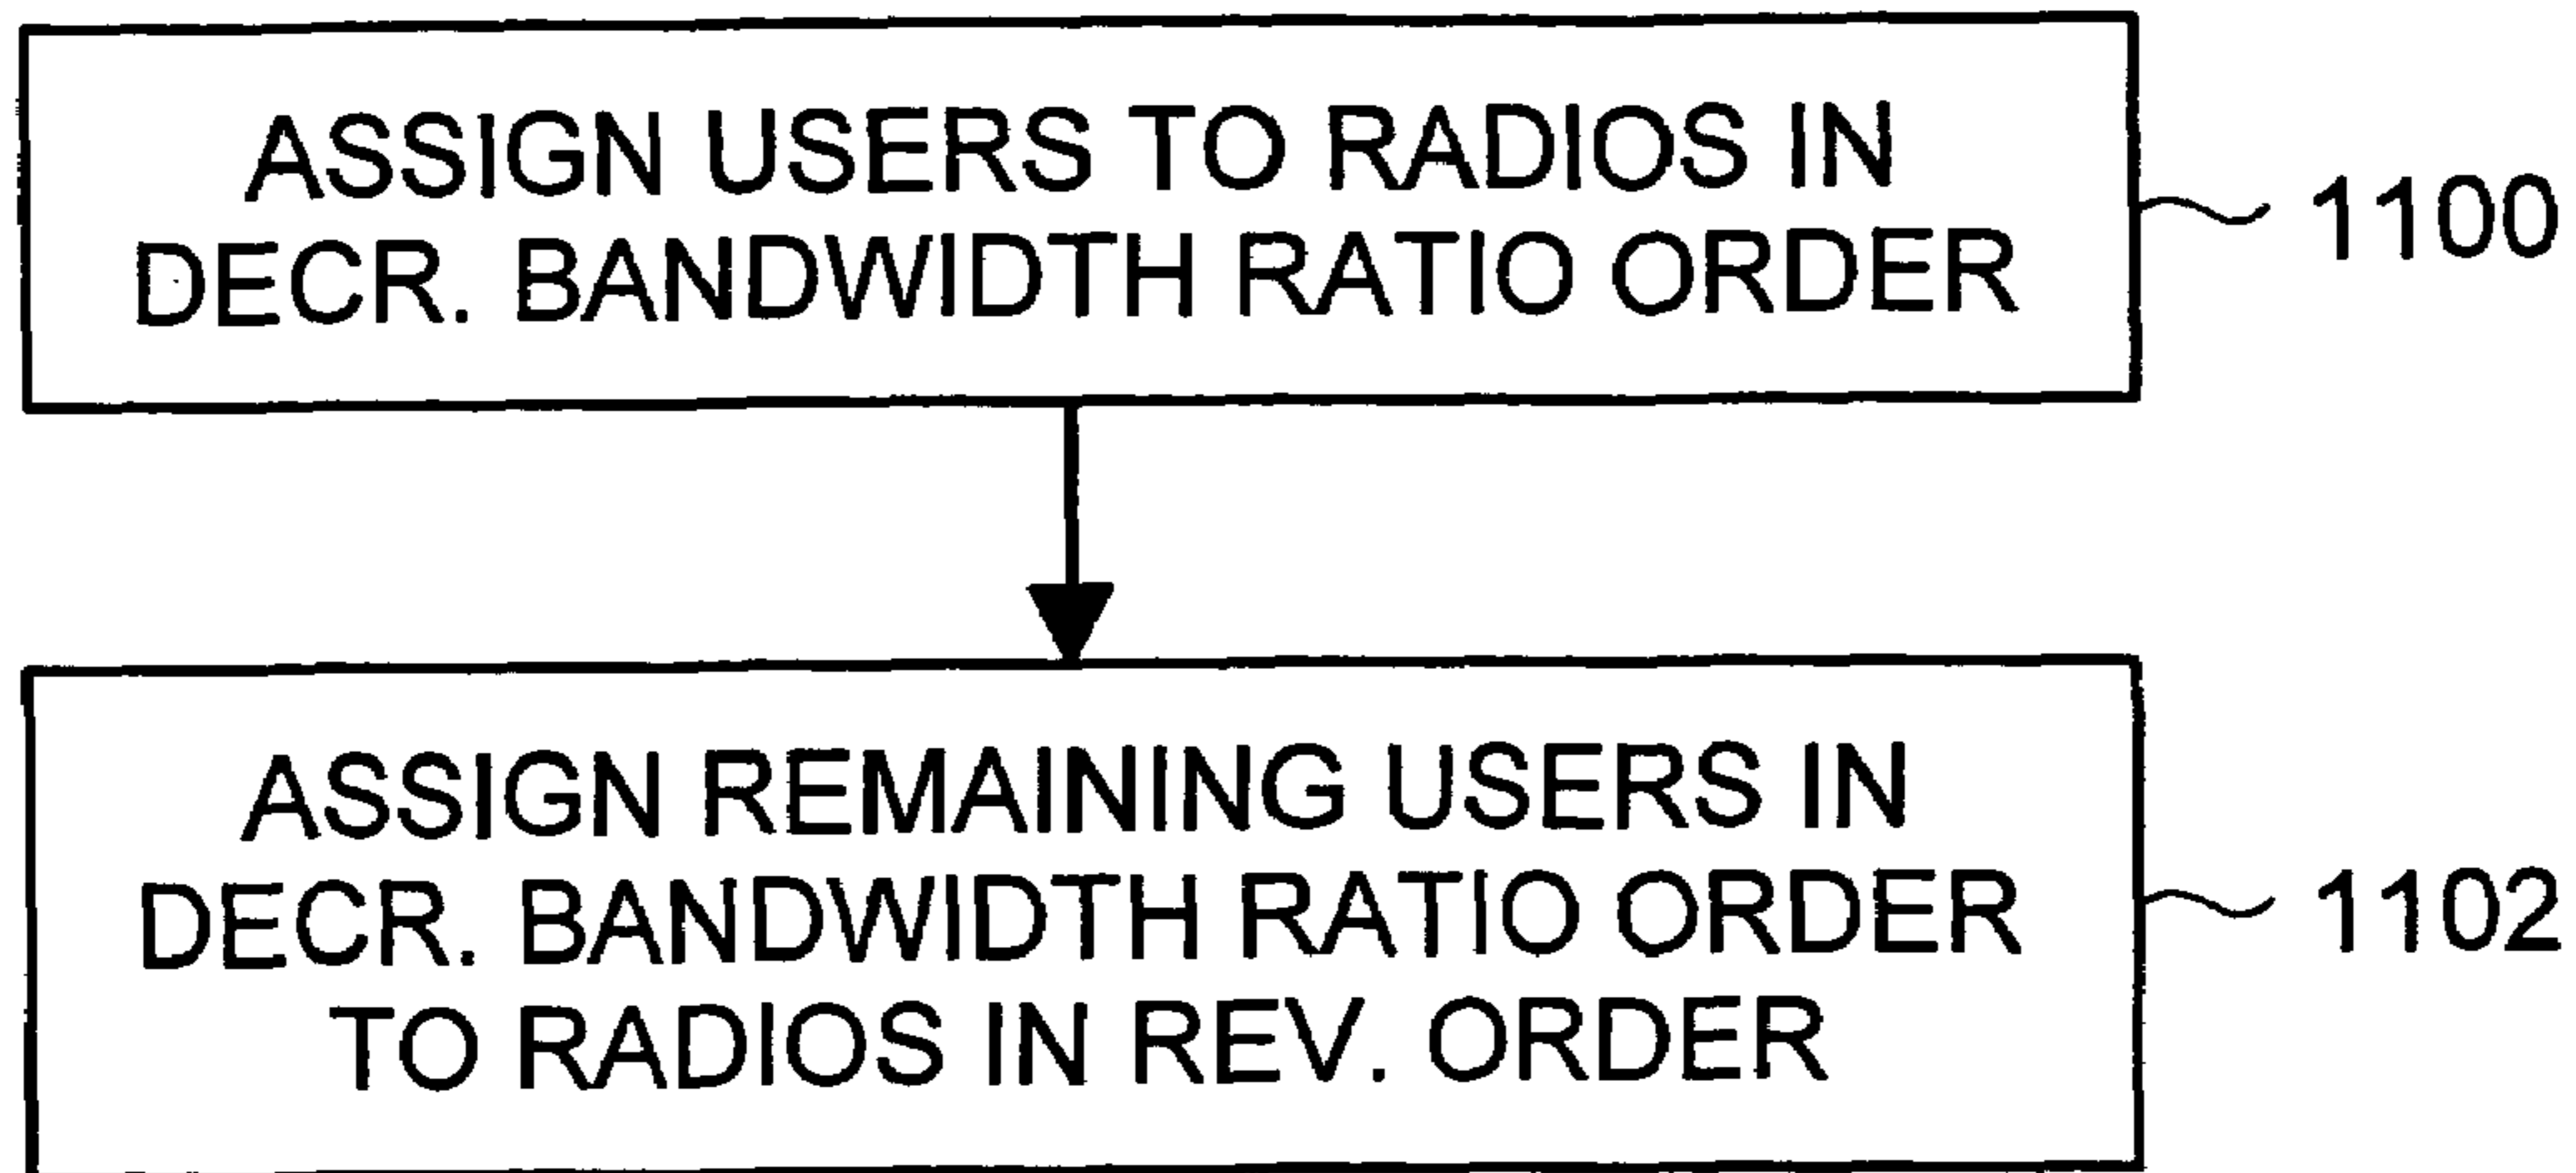 ASSIGN USERS TO RADIOS IN
DECR. BANDWIDTH RATIO ORDER
1100
ASSIGN REMAINING USERS IN
DECR. BANDWIDTH RATIO ORDER
TO RADIOS IN REV. ORDER
1102